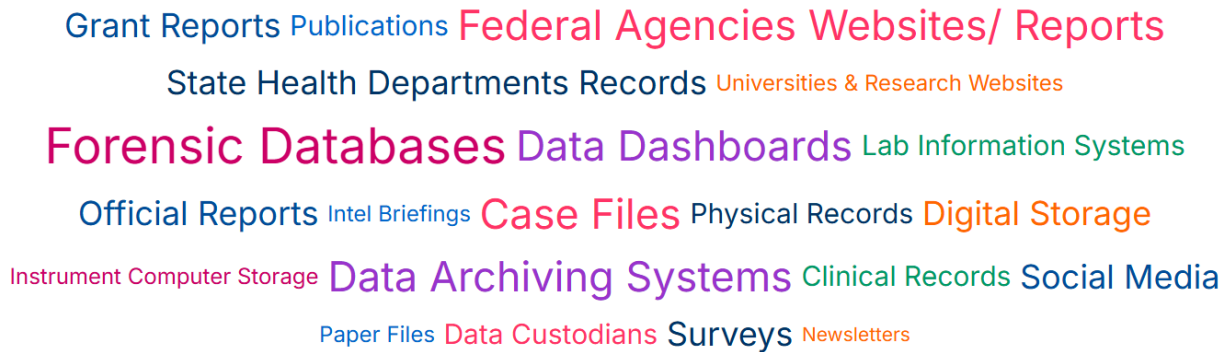 Grant Reports Publications Federal Agencies Websites/ Reports
State Health Departments Records Universities & Research Websites
Forensic Databases Data Dashboards Lab Information Systems
Official Reports Intel Briefings Case Files Physical Records Digital Storage
Instrument Computer Storage Data Archiving Systems Clinical Records Social Media
Paper Files Data Custodians Surveys Newsletters